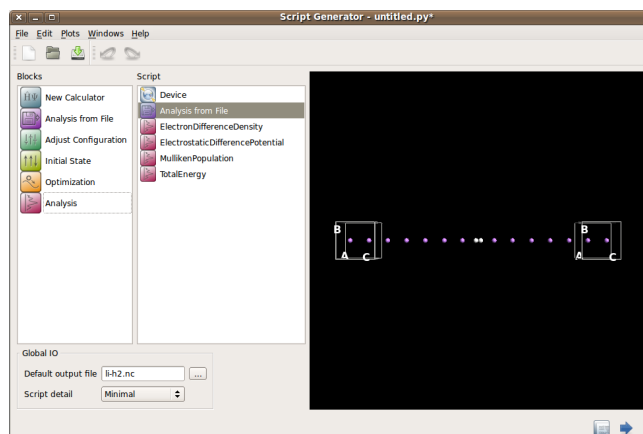 Script Generator - untitled.py*
File Edit Plots Windows Help
Blocks
Script
New Calculator
Analysis from File
Adjust Configuration
Initial State
Optimization
Analysis
Device
Analysis from File
ElectronDifferenceDensity
ElectrostaticDifferencePotential
MullikenPopulation
TotalEnergy
B
B
A
C
A
C
Global IO
Default output file li-h2.nc ...
Script detail Minimal